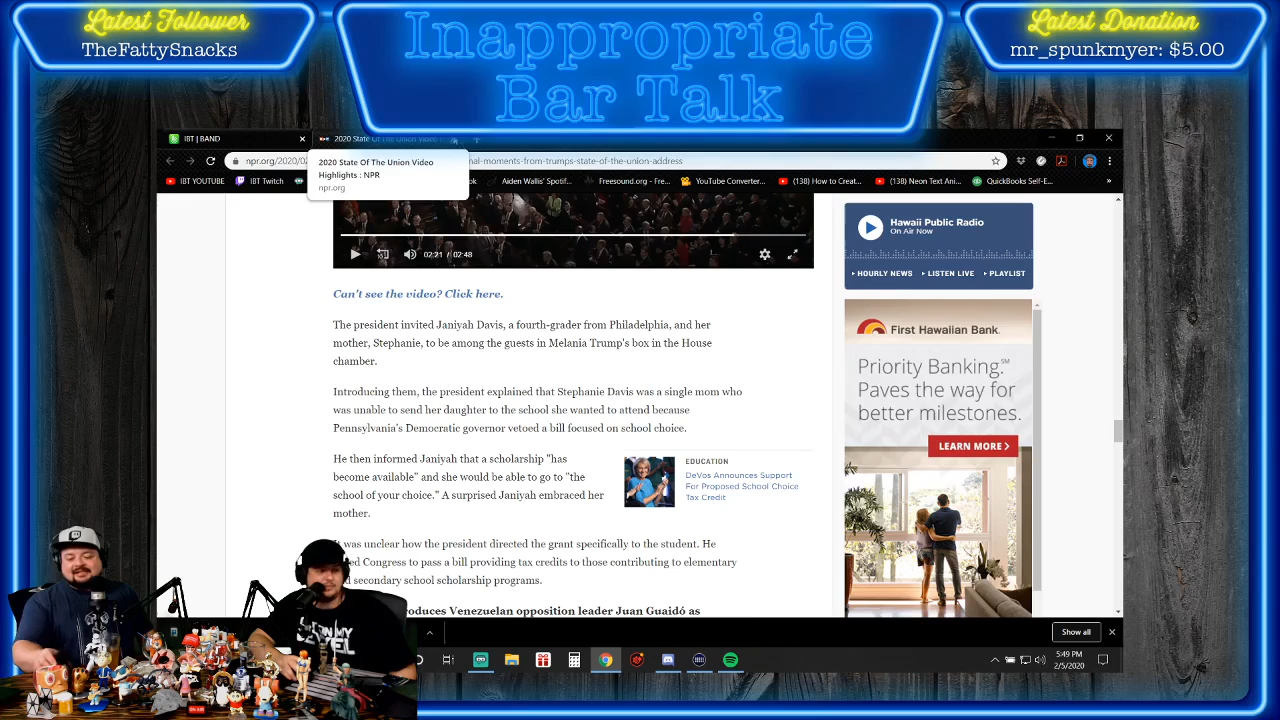 Latest Follower
TheFattySnacks
Inappropriate
Bar Talk
Latest Donation
mr_spunkmyer: $5.00
IBT | BAND
2020 State Of The Union Video
npr.org/2020/02
nal-moments-from-trumps-state-of-the-union-address
2020 State Of The Union Video
Highlights : NPR
npr.org
IBT YOUTUBE
IBT Twitch
Aiden Wallis' Spotif...
Freesound.org - Fre...
YouTube Converter...
(138) How to Creat...
(138) Neon Text Ani...
QuickBooks Self-E...
»
02:21 / 02:48
Can't see the video? Click here.
The president invited Janiyah Davis, a fourth-grader from Philadelphia, and her
mother, Stephanie, to be among the guests in Melania Trump's box in the House
chamber.
Introducing them, the president explained that Stephanie Davis was a single mom who
was unable to send her daughter to the school she wanted to attend because
Pennsylvania's Democratic governor vetoed a bill focused on school choice.
He then informed Janiyah that a scholarship "has
become available" and she would be able to go to "the
school of your choice." A surprised Janiyah embraced her
mother.
EDUCATION
DeVos Announces Support
For Proposed School Choice
Tax Credit
It was unclear how the president directed the grant specifically to the student. He
Congress to pass a bill providing tax credits to those contributing to elementary
secondary school scholarship programs.
Venezuelan opposition leader Juan Guaidó as
Hawaii Public Radio
On Air Now
HOURLY NEWS
LISTEN LIVE
PLAYLIST
First Hawaiian Bank
Priority Banking.℠
Paves the way for
better milestones.
LEARN MORE >
Show all
5:49 PM
2/5/2020